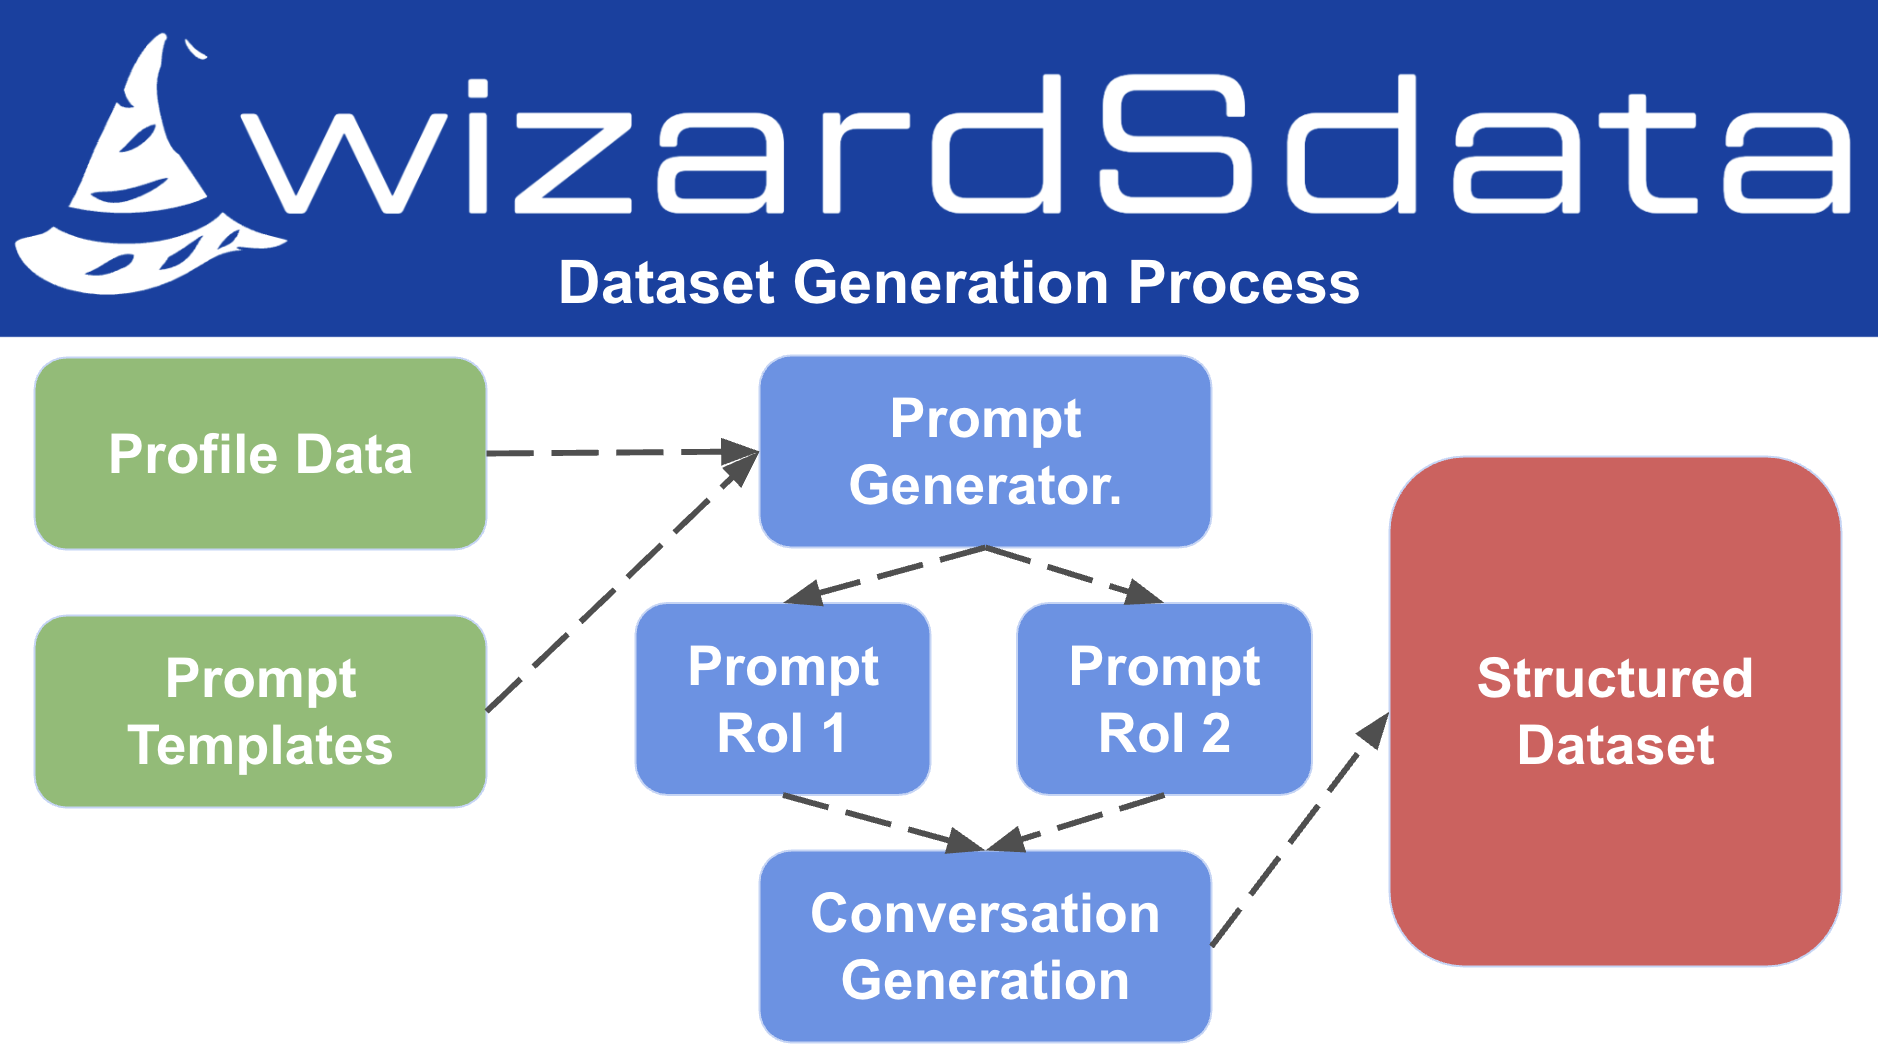 wizardSdata
Dataset Generation Process
Profile Data
Prompt
Generator.
Prompt
Templates
Prompt
Rol 1
Prompt
Rol 2
Structured
Dataset
Conversation
Generation